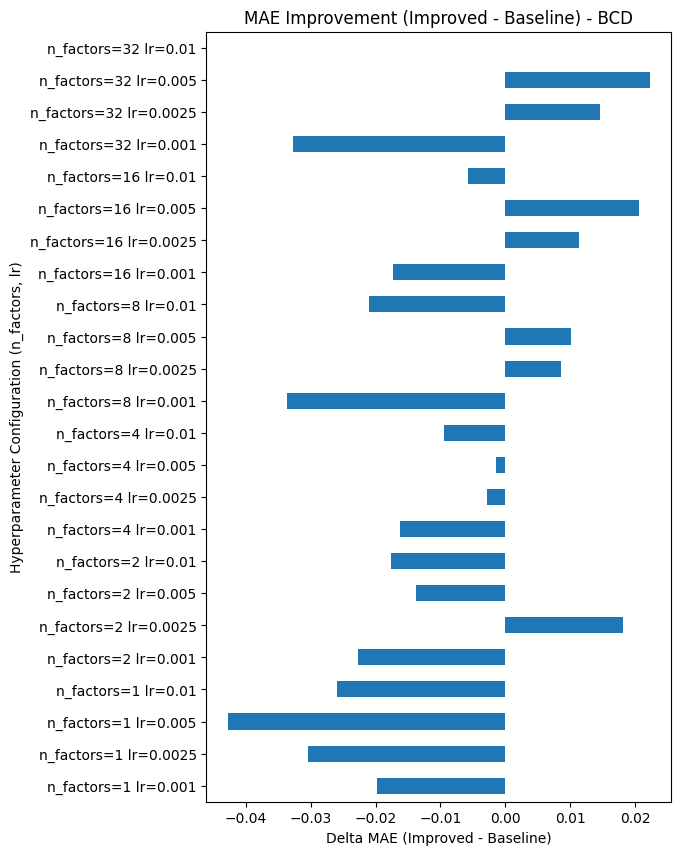 MAE Improvement (Improved - Baseline) - BCD
n_factors=32 lr=0.01
n_factors=32 lr=0.005
n_factors=32 lr=0.0025
n_factors=32 lr=0.001
n_factors=16 lr=0.01
n_factors=16 lr=0.005
n_factors=16 lr=0.0025
n_factors=16 lr=0.001
n_factors=8 lr=0.01
n_factors=8 lr=0.005
n_factors=8 lr=0.0025
n_factors=8 lr=0.001
n_factors=4 lr=0.01
n_factors=4 lr=0.005
n_factors=4 lr=0.0025
n_factors=4 lr=0.001
n_factors=2 lr=0.01
n_factors=2 lr=0.005
n_factors=2 lr=0.0025
n_factors=2 lr=0.001
n_factors=1 lr=0.01
n_factors=1 lr=0.005
n_factors=1 lr=0.0025
n_factors=1 lr=0.001
Hyperparameter Configuration (n_factors, lr)
−0.04 −0.03 −0.02 −0.01 0.00 0.01 0.02
Delta MAE (Improved - Baseline)